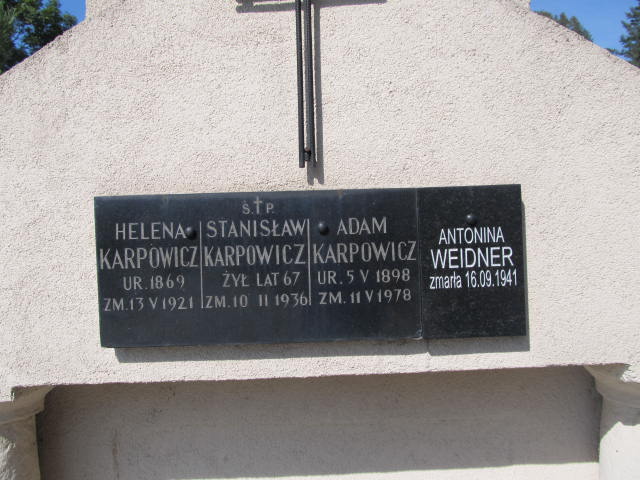 Ś.†P.
HELENA
KARPOWICZ
UR. 1869
ZM. 13 V 1921
STANISŁAW
KARPOWICZ
ŻYŁ LAT 67
ZM. 10 II 1936
ADAM
KARPOWICZ
UR. 5 V 1898
ZM. 11 V 1978
ANTONINA
WEIDNER
zmarła 16.09.1941